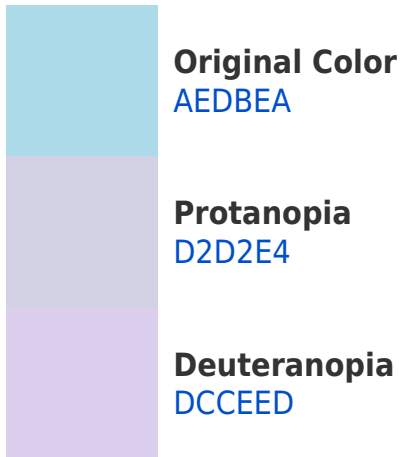 Original Color
AEDBEA
Protanopia
D2D2E4
Deuteranopia
DCCEED